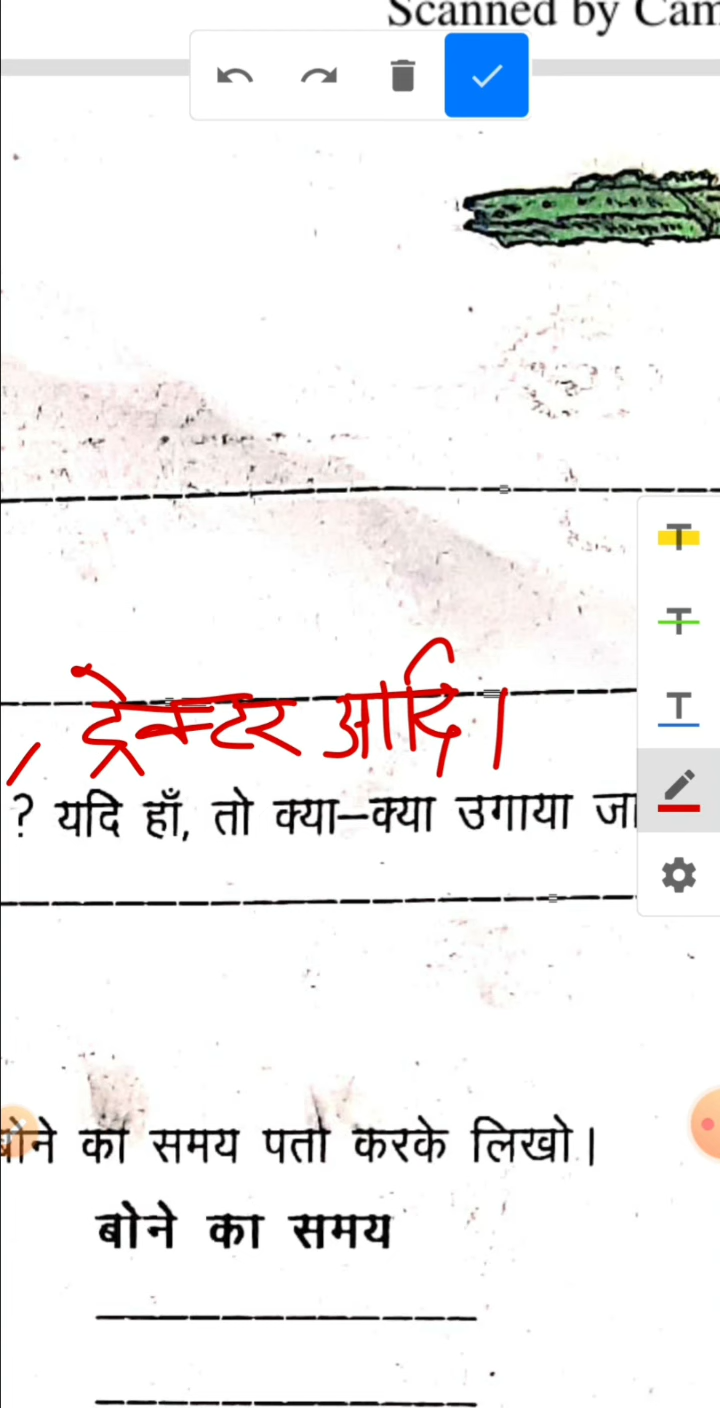 Scanned by Cam
, ट्रेक्टर आदि।
? यदि हाँ, तो क्या–क्या उगाया जा
बोने का समय पता करके लिखो।
बोने का समय